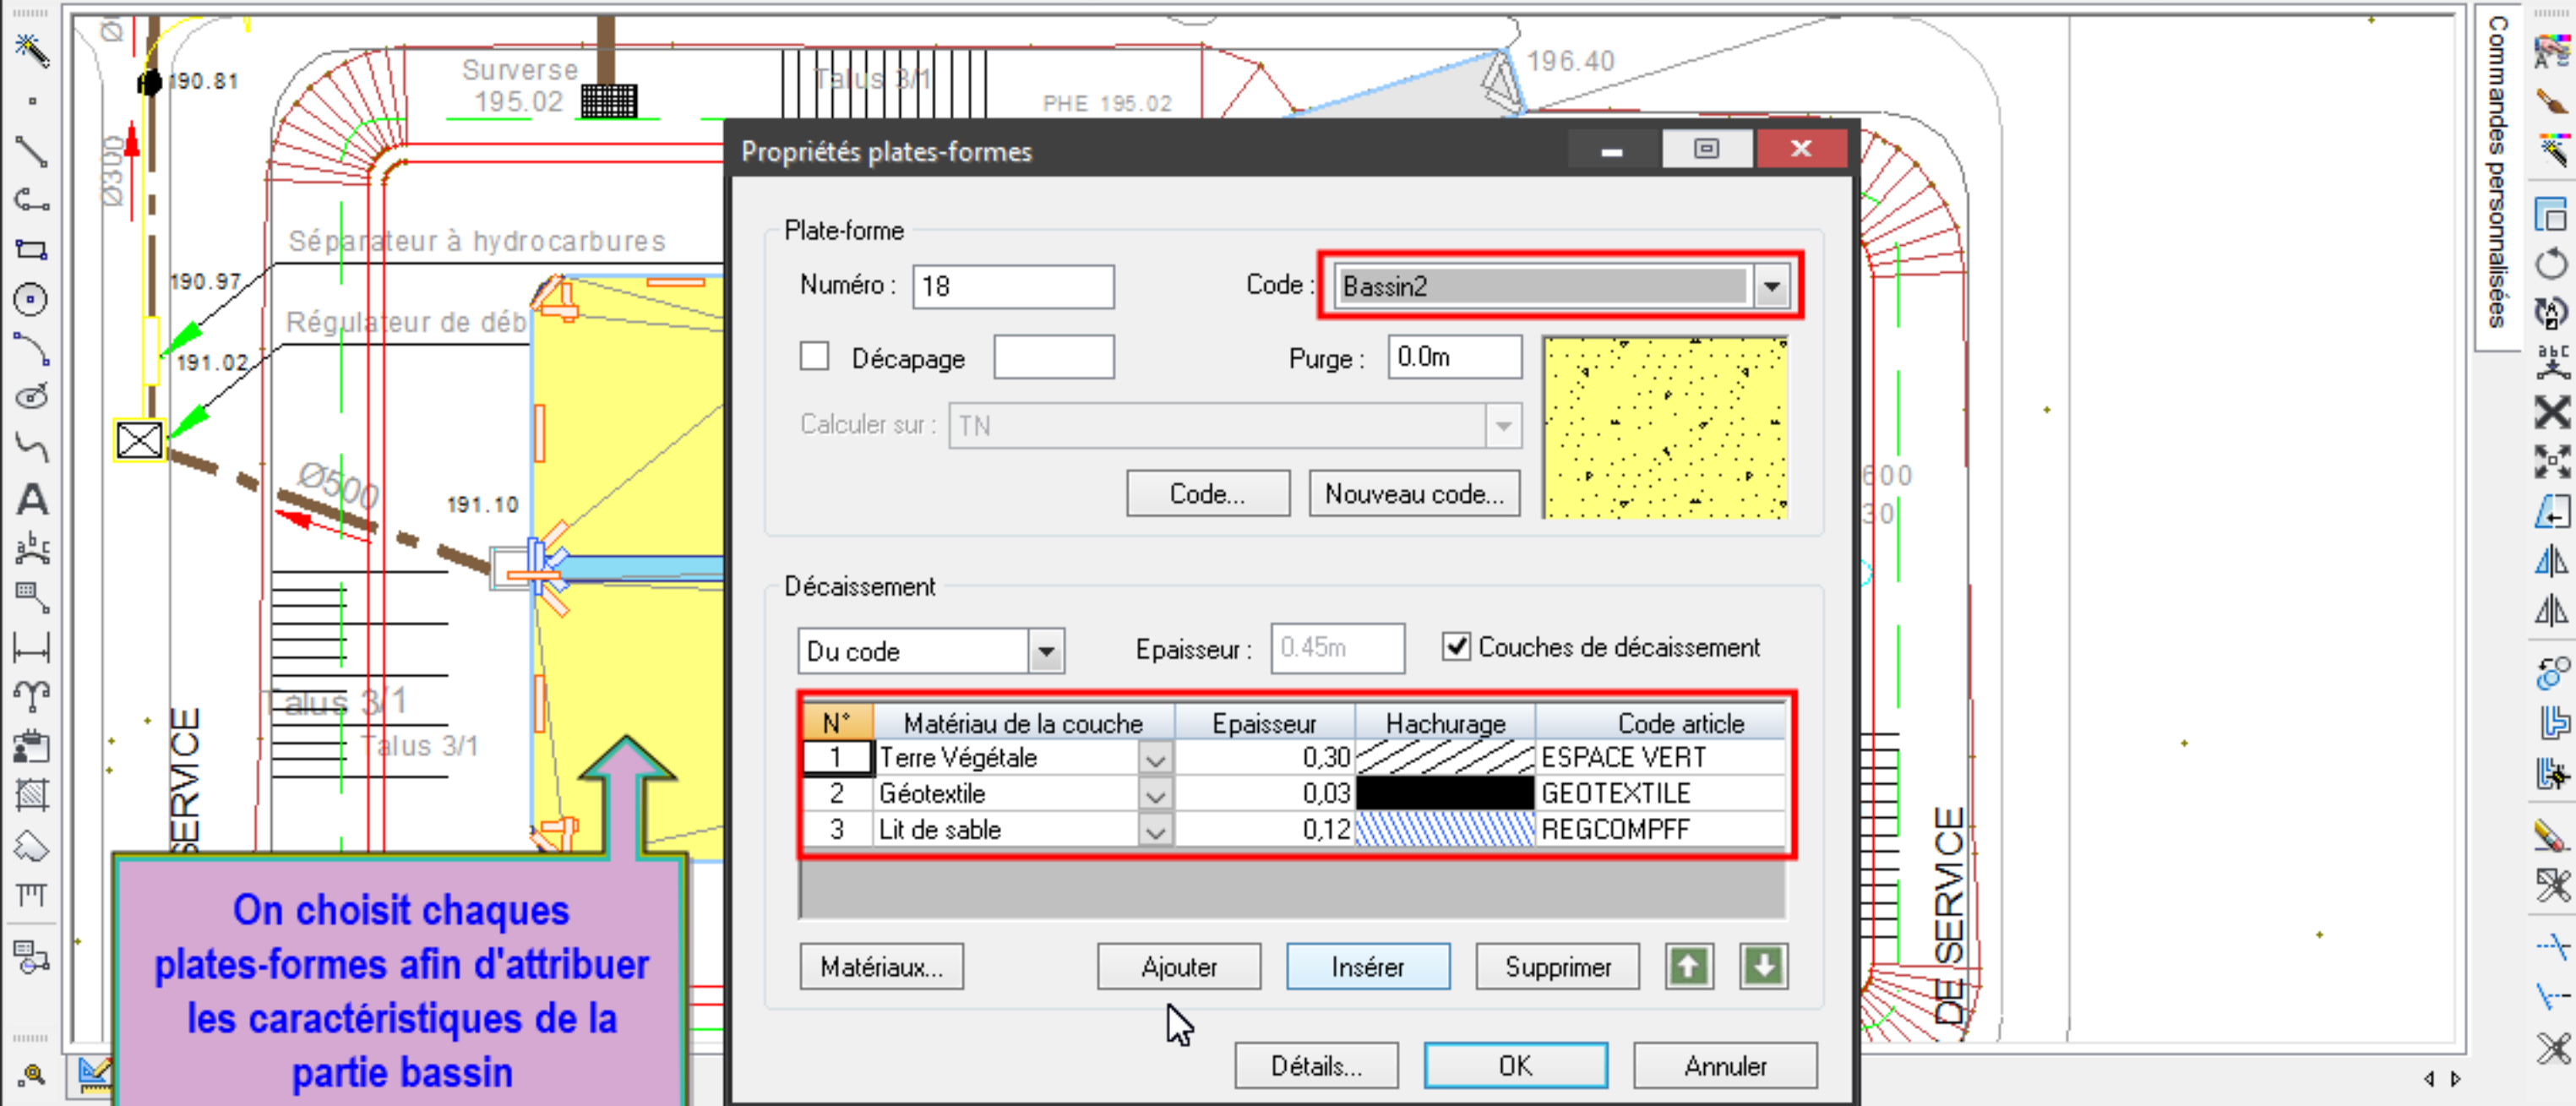 Ø
190.81
Surverse
195.02
Talus 3/1
PHE 195.02
196.40
Ø300
Séparateur à hydrocarbures
190.97
Régulateur de déb
191.02
Ø500
191.10
Talus 3/1
Talus 3/1
SERVICE
600
30
DE SERVICE
Commandes personnalisées
Propriétés plates-formes
Plate-forme
Numéro : 18 Code : Bassin2
Décapage Purge : 0.0m
Calculer sur : TN
Code... Nouveau code...
Décaissement
Du code Epaisseur : 0.45m Couches de décaissement
N° Matériau de la couche Epaisseur Hachurage Code article
1 Terre Végétale 0,30 ESPACE VERT
2 Géotextile 0,03 GEOTEXTILE
3 Lit de sable 0,12 REGCOMPFF
Matériaux... Ajouter Insérer Supprimer
Détails... OK Annuler
On choisit chaques
plates-formes afin d'attribuer
les caractéristiques de la
partie bassin